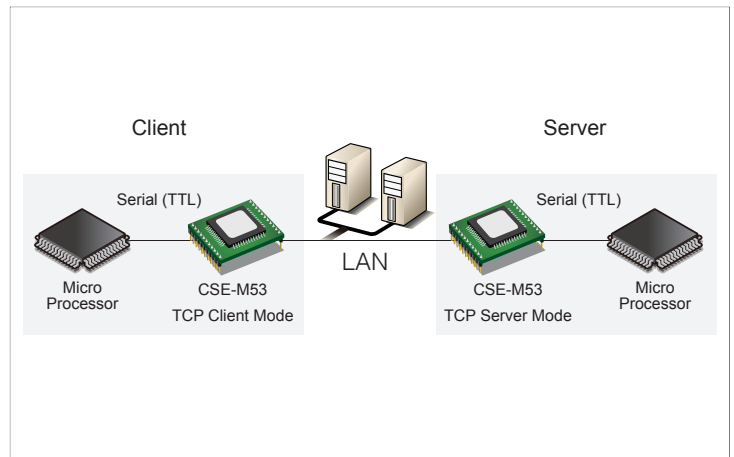 Client
Server
Serial (TTL)
Serial (TTL)
LAN
Micro
Processor
CSE-M53
TCP Client Mode
CSE-M53
TCP Server Mode
Micro
Processor